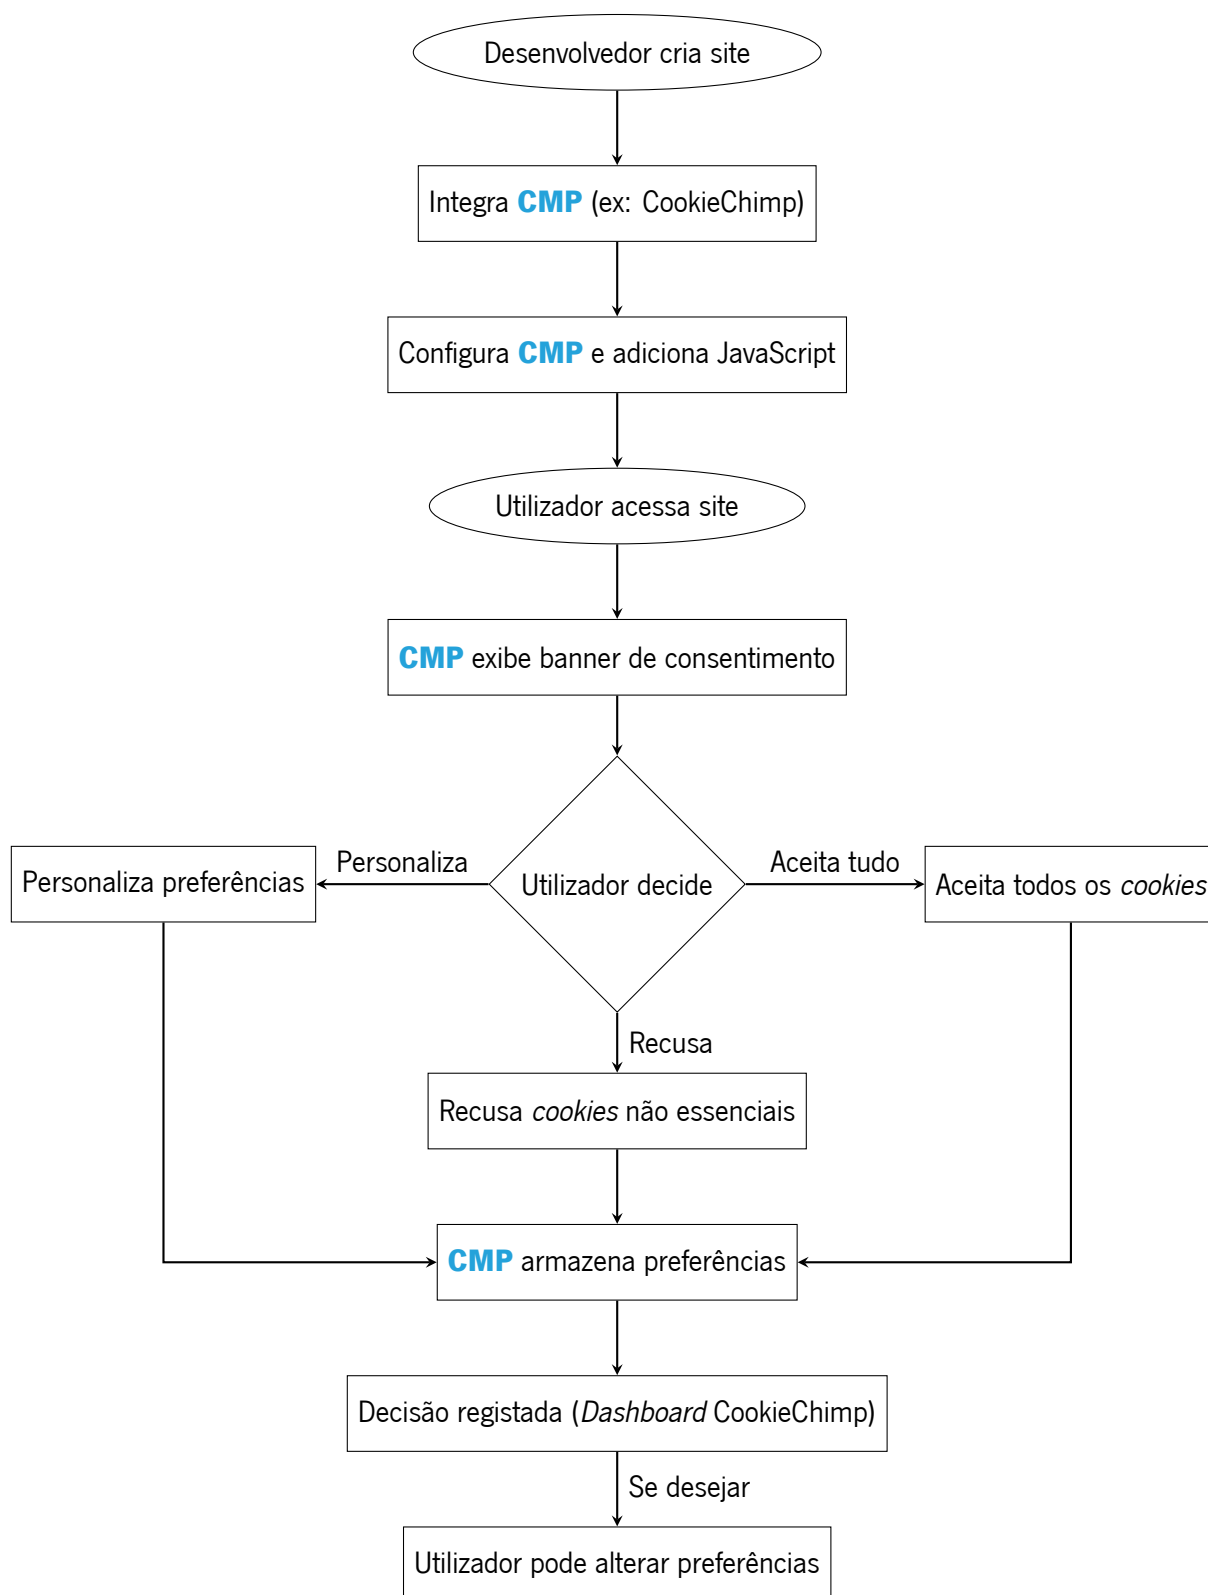 Desenvolvedor cria site
Integra CMP (ex: CookieChimp)
Configura CMP e adiciona JavaScript
Utilizador acessa site
CMP exibe banner de consentimento
Personaliza
Aceita tudo
Personaliza preferências
Utilizador decide
Aceita todos os cookies
Recusa
Recusa cookies não essenciais
CMP armazena preferências
Decisão registada (Dashboard CookieChimp)
Se desejar
Utilizador pode alterar preferências